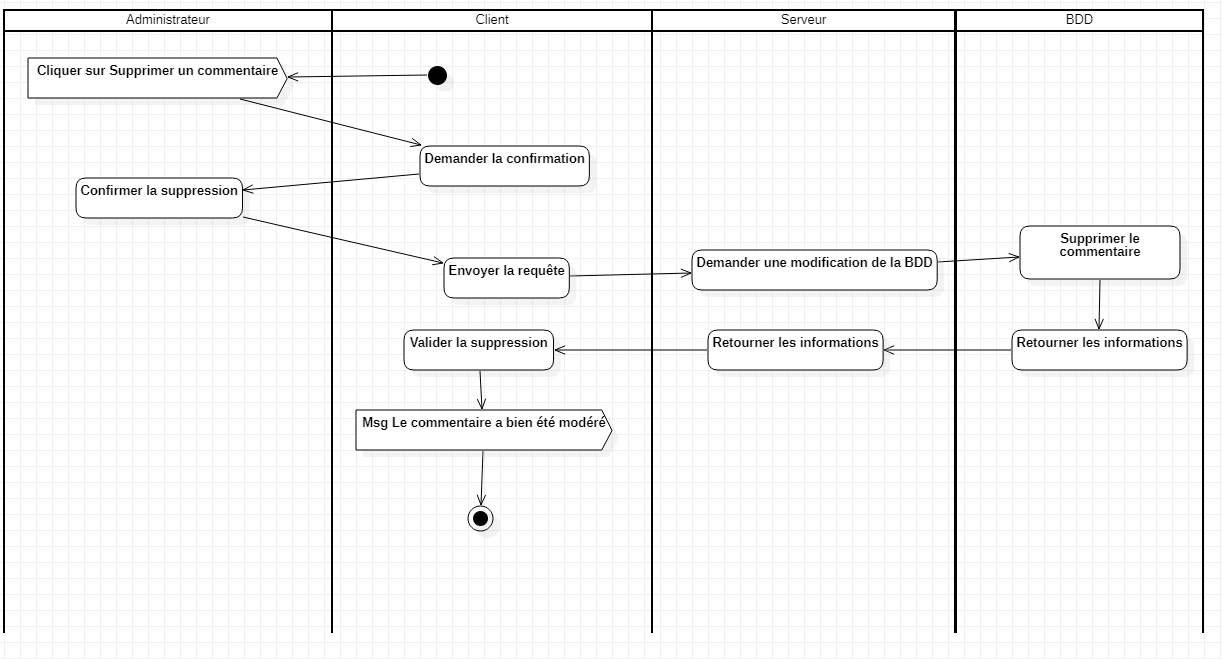 Administrateur
Client
Serveur
BDD
Cliquer sur Supprimer un commentaire
Demander la confirmation
Confirmer la suppression
Envoyer la requête
Demander une modification de la BDD
Supprimer le
commentaire
Valider la suppression
Retourner les informations
Retourner les informations
Msg Le commentaire a bien été modéré